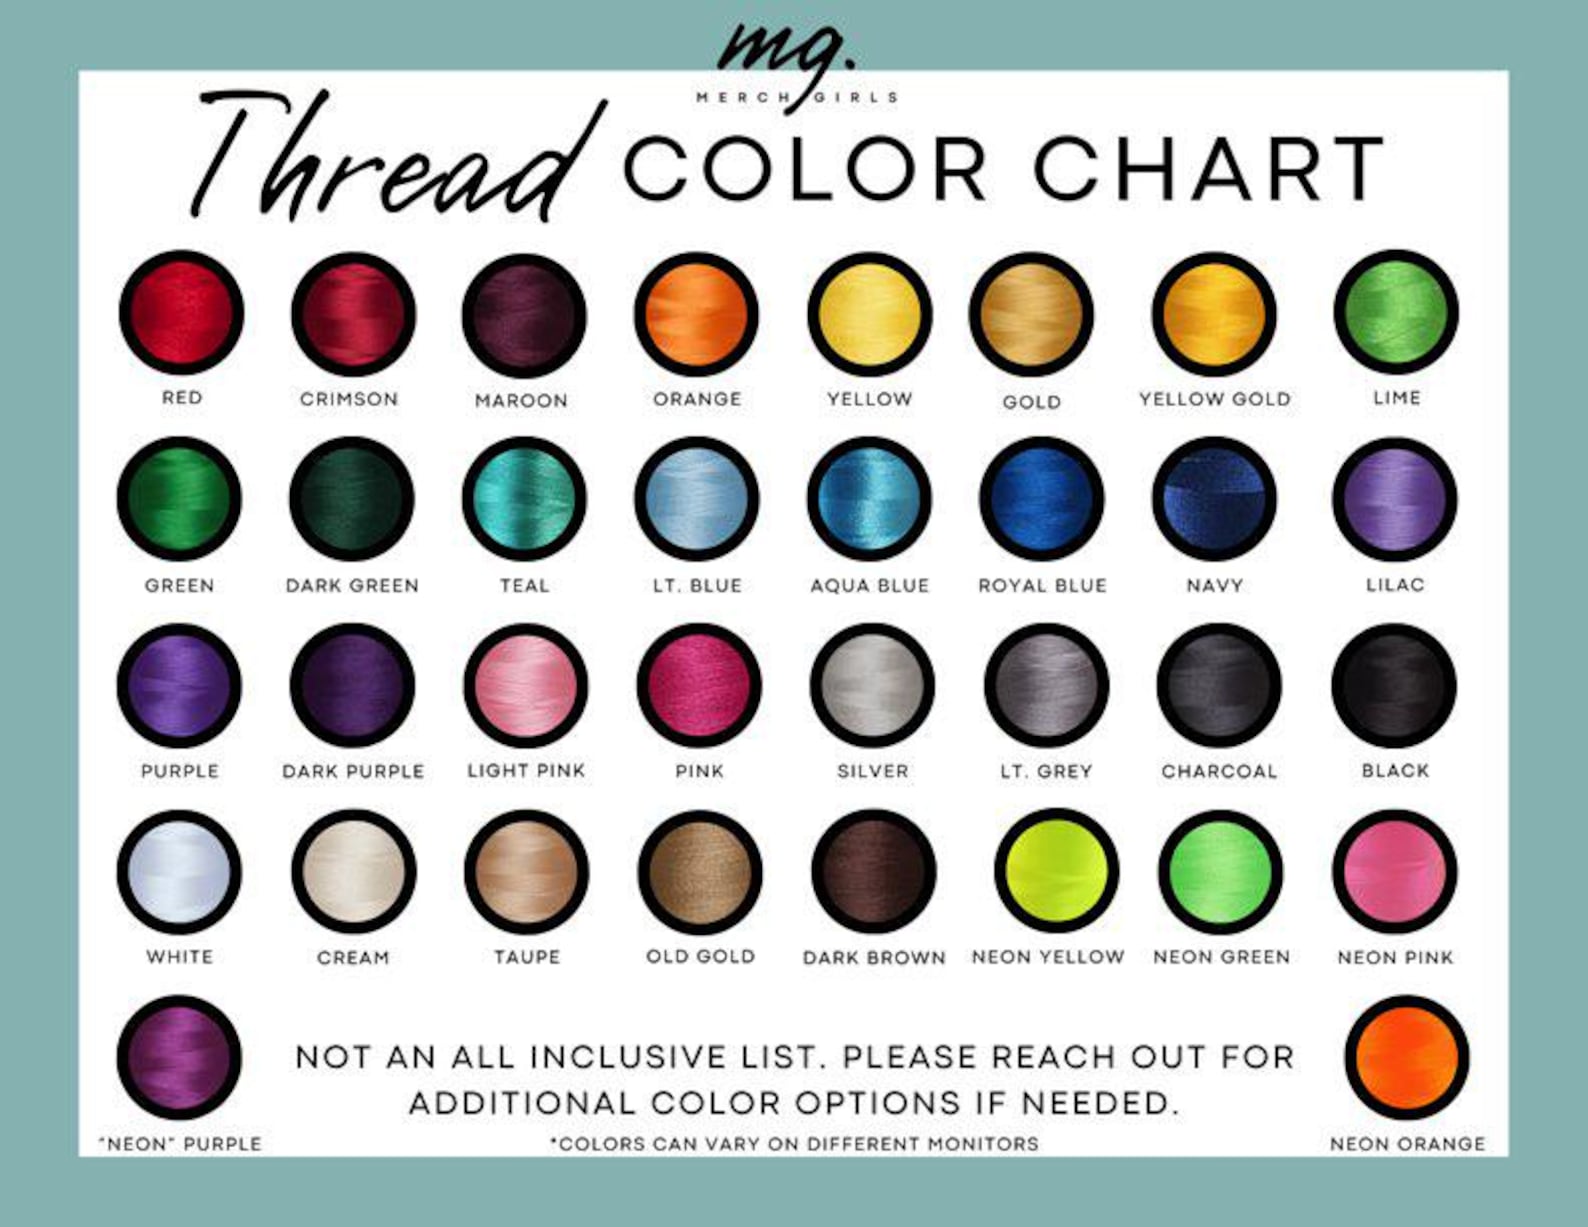 mg.
MERCH GIRLS
Thread COLOR CHART
RED CRIMSON MAROON ORANGE YELLOW GOLD YELLOW GOLD LIME
GREEN DARK GREEN TEAL LT. BLUE AQUA BLUE ROYAL BLUE NAVY LILAC
PURPLE DARK PURPLE LIGHT PINK PINK SILVER LT. GREY CHARCOAL BLACK
WHITE CREAM TAUPE OLD GOLD DARK BROWN NEON YELLOW NEON GREEN NEON PINK
NOT AN ALL INCLUSIVE LIST. PLEASE REACH OUT FOR
ADDITIONAL COLOR OPTIONS IF NEEDED.
"NEON" PURPLE *COLORS CAN VARY ON DIFFERENT MONITORS NEON ORANGE